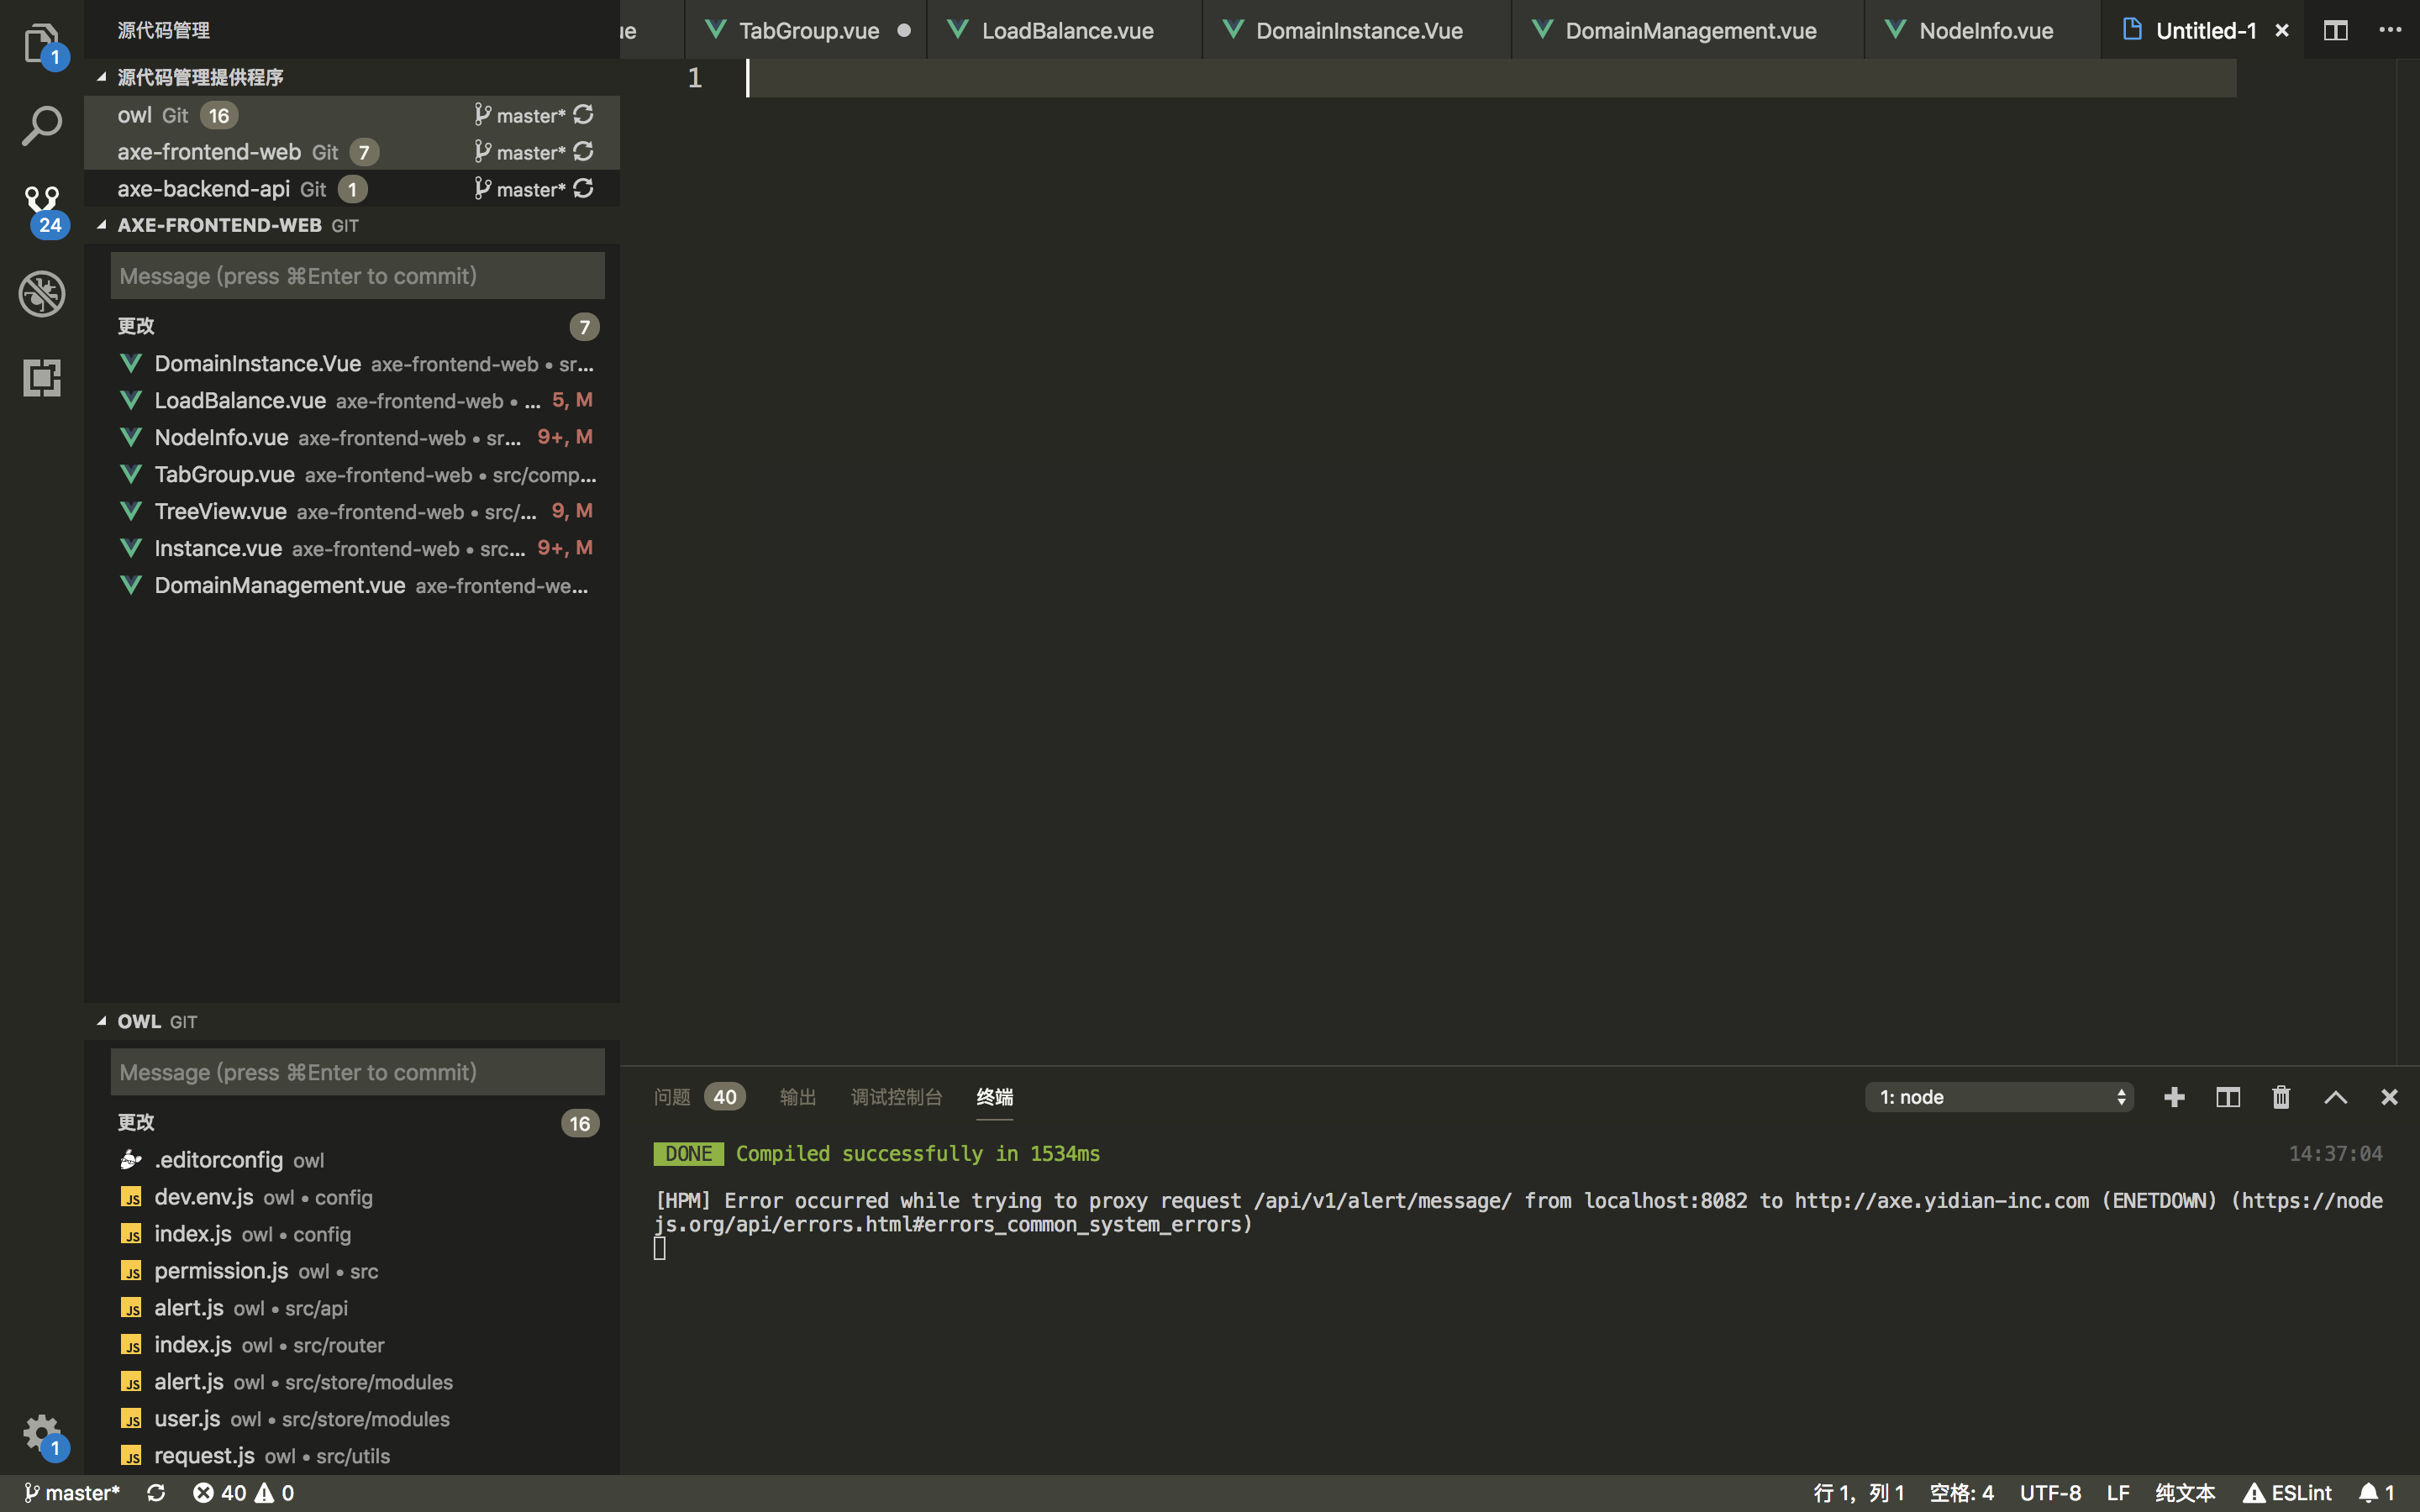 源代码管理
源代码管理提供程序
owl Git 16 master*
axe-frontend-web Git 7 master*
axe-backend-api Git 1 master*
AXE-FRONTEND-WEB GIT
Message (press ⌘Enter to commit)
更改 7
DomainInstance.Vue axe-frontend-web • sr...
LoadBalance.vue axe-frontend-web • ... 5, M
NodeInfo.vue axe-frontend-web • sr... 9+, M
TabGroup.vue axe-frontend-web • src/comp...
TreeView.vue axe-frontend-web • src/... 9, M
Instance.vue axe-frontend-web • src... 9+, M
DomainManagement.vue axe-frontend-we...
OWL GIT
Message (press ⌘Enter to commit)
更改 16
.editorconfig owl
dev.env.js owl • config
index.js owl • config
permission.js owl • src
alert.js owl • src/api
index.js owl • src/router
alert.js owl • src/store/modules
user.js owl • src/store/modules
request.js owl • src/utils
1
24
1
ue TabGroup.vue LoadBalance.vue DomainInstance.Vue DomainManagement.vue NodeInfo.vue Untitled-1
1
问题 40 输出 调试控制台 终端 1: node
DONE Compiled successfully in 1534ms 14:37:04
[HPM] Error occurred while trying to proxy request /api/v1/alert/message/ from localhost:8082 to http://axe.yidian-inc.com (ENETDOWN) (https://node
js.org/api/errors.html#errors_common_system_errors)
master* 40 0 行 1，列 1 空格: 4 UTF-8 LF 纯文本 ESLint 1